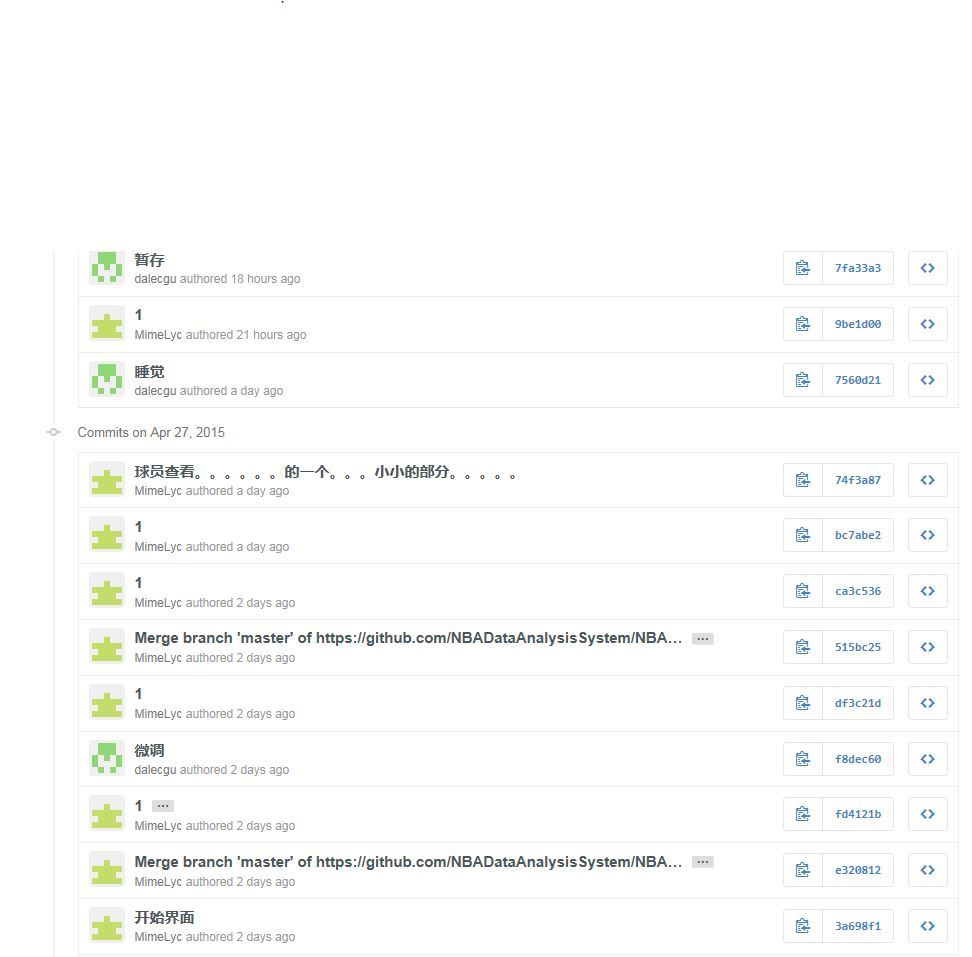 暂存
dalecgu authored 18 hours ago
7fa33a3
1
MimeLyc authored 21 hours ago
9be1d00
睡觉
dalecgu authored a day ago
7560d21
Commits on Apr 27, 2015
球员查看。。。。。。的一个。。。小小的部分。。。。。
MimeLyc authored a day ago
74f3a87
1
MimeLyc authored a day ago
bc7abe2
1
MimeLyc authored 2 days ago
ca3c536
Merge branch 'master' of https://github.com/NBADataAnalysisSystem/NBA… …
MimeLyc authored 2 days ago
515bc25
1
MimeLyc authored 2 days ago
df3c21d
微调
dalecgu authored 2 days ago
f8dec60
1 …
MimeLyc authored 2 days ago
fd4121b
Merge branch 'master' of https://github.com/NBADataAnalysisSystem/NBA… …
MimeLyc authored 2 days ago
e320812
开始界面
MimeLyc authored 2 days ago
3a698f1